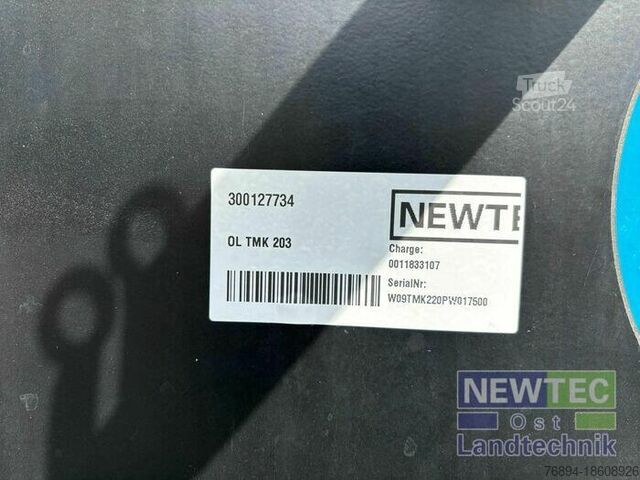 Truck
Scout24
300127734
NEWTE
OL TMK 203
Charge:
0011833107
SerialNr:
W09TMK220PW017500
NEWTEC
Ost
Landtechnik
76894-18608926